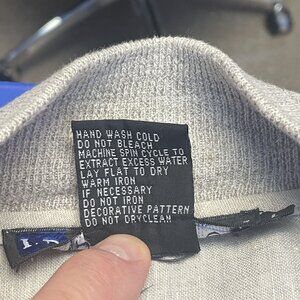 HAND WASH COLD
DO NOT BLEACH
MACHINE SPIN CYCLE TO
EXTRACT EXCESS WATER
LAY FLAT TO DRY
WARM IRON
IF NECESSARY
DO NOT IRON
DECORATIVE PATTERN
DO NOT DRYCLEAN